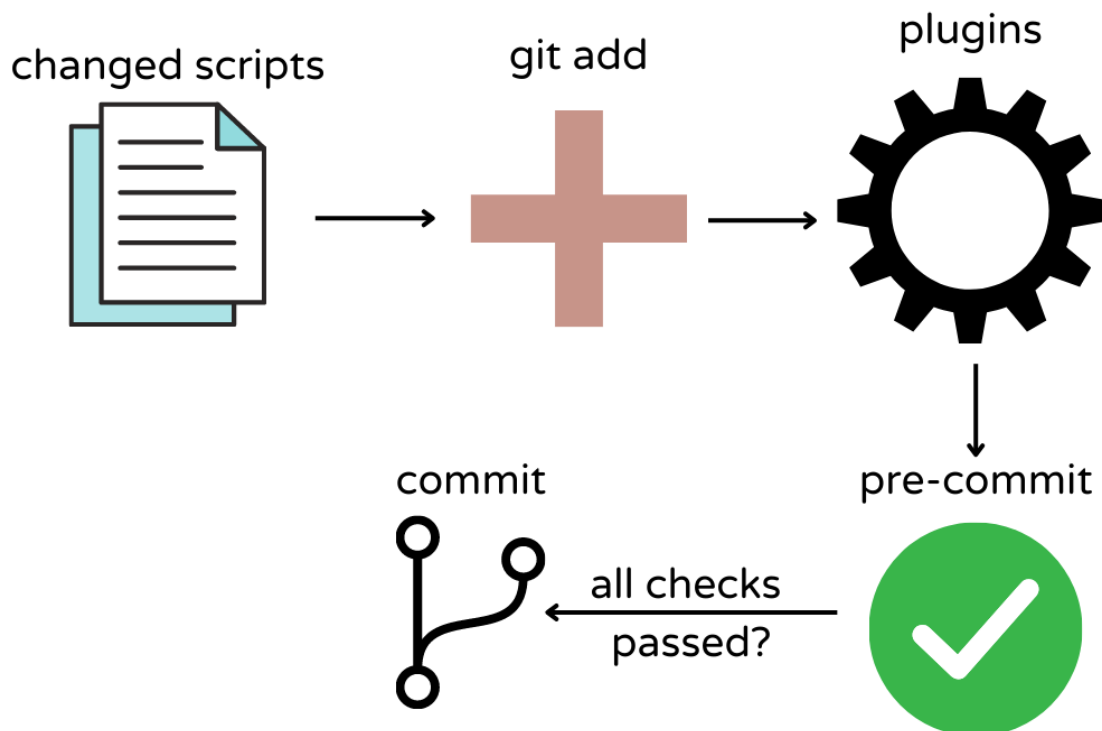 changed scripts
git add
plugins
pre-commit
all checks
passed?
commit